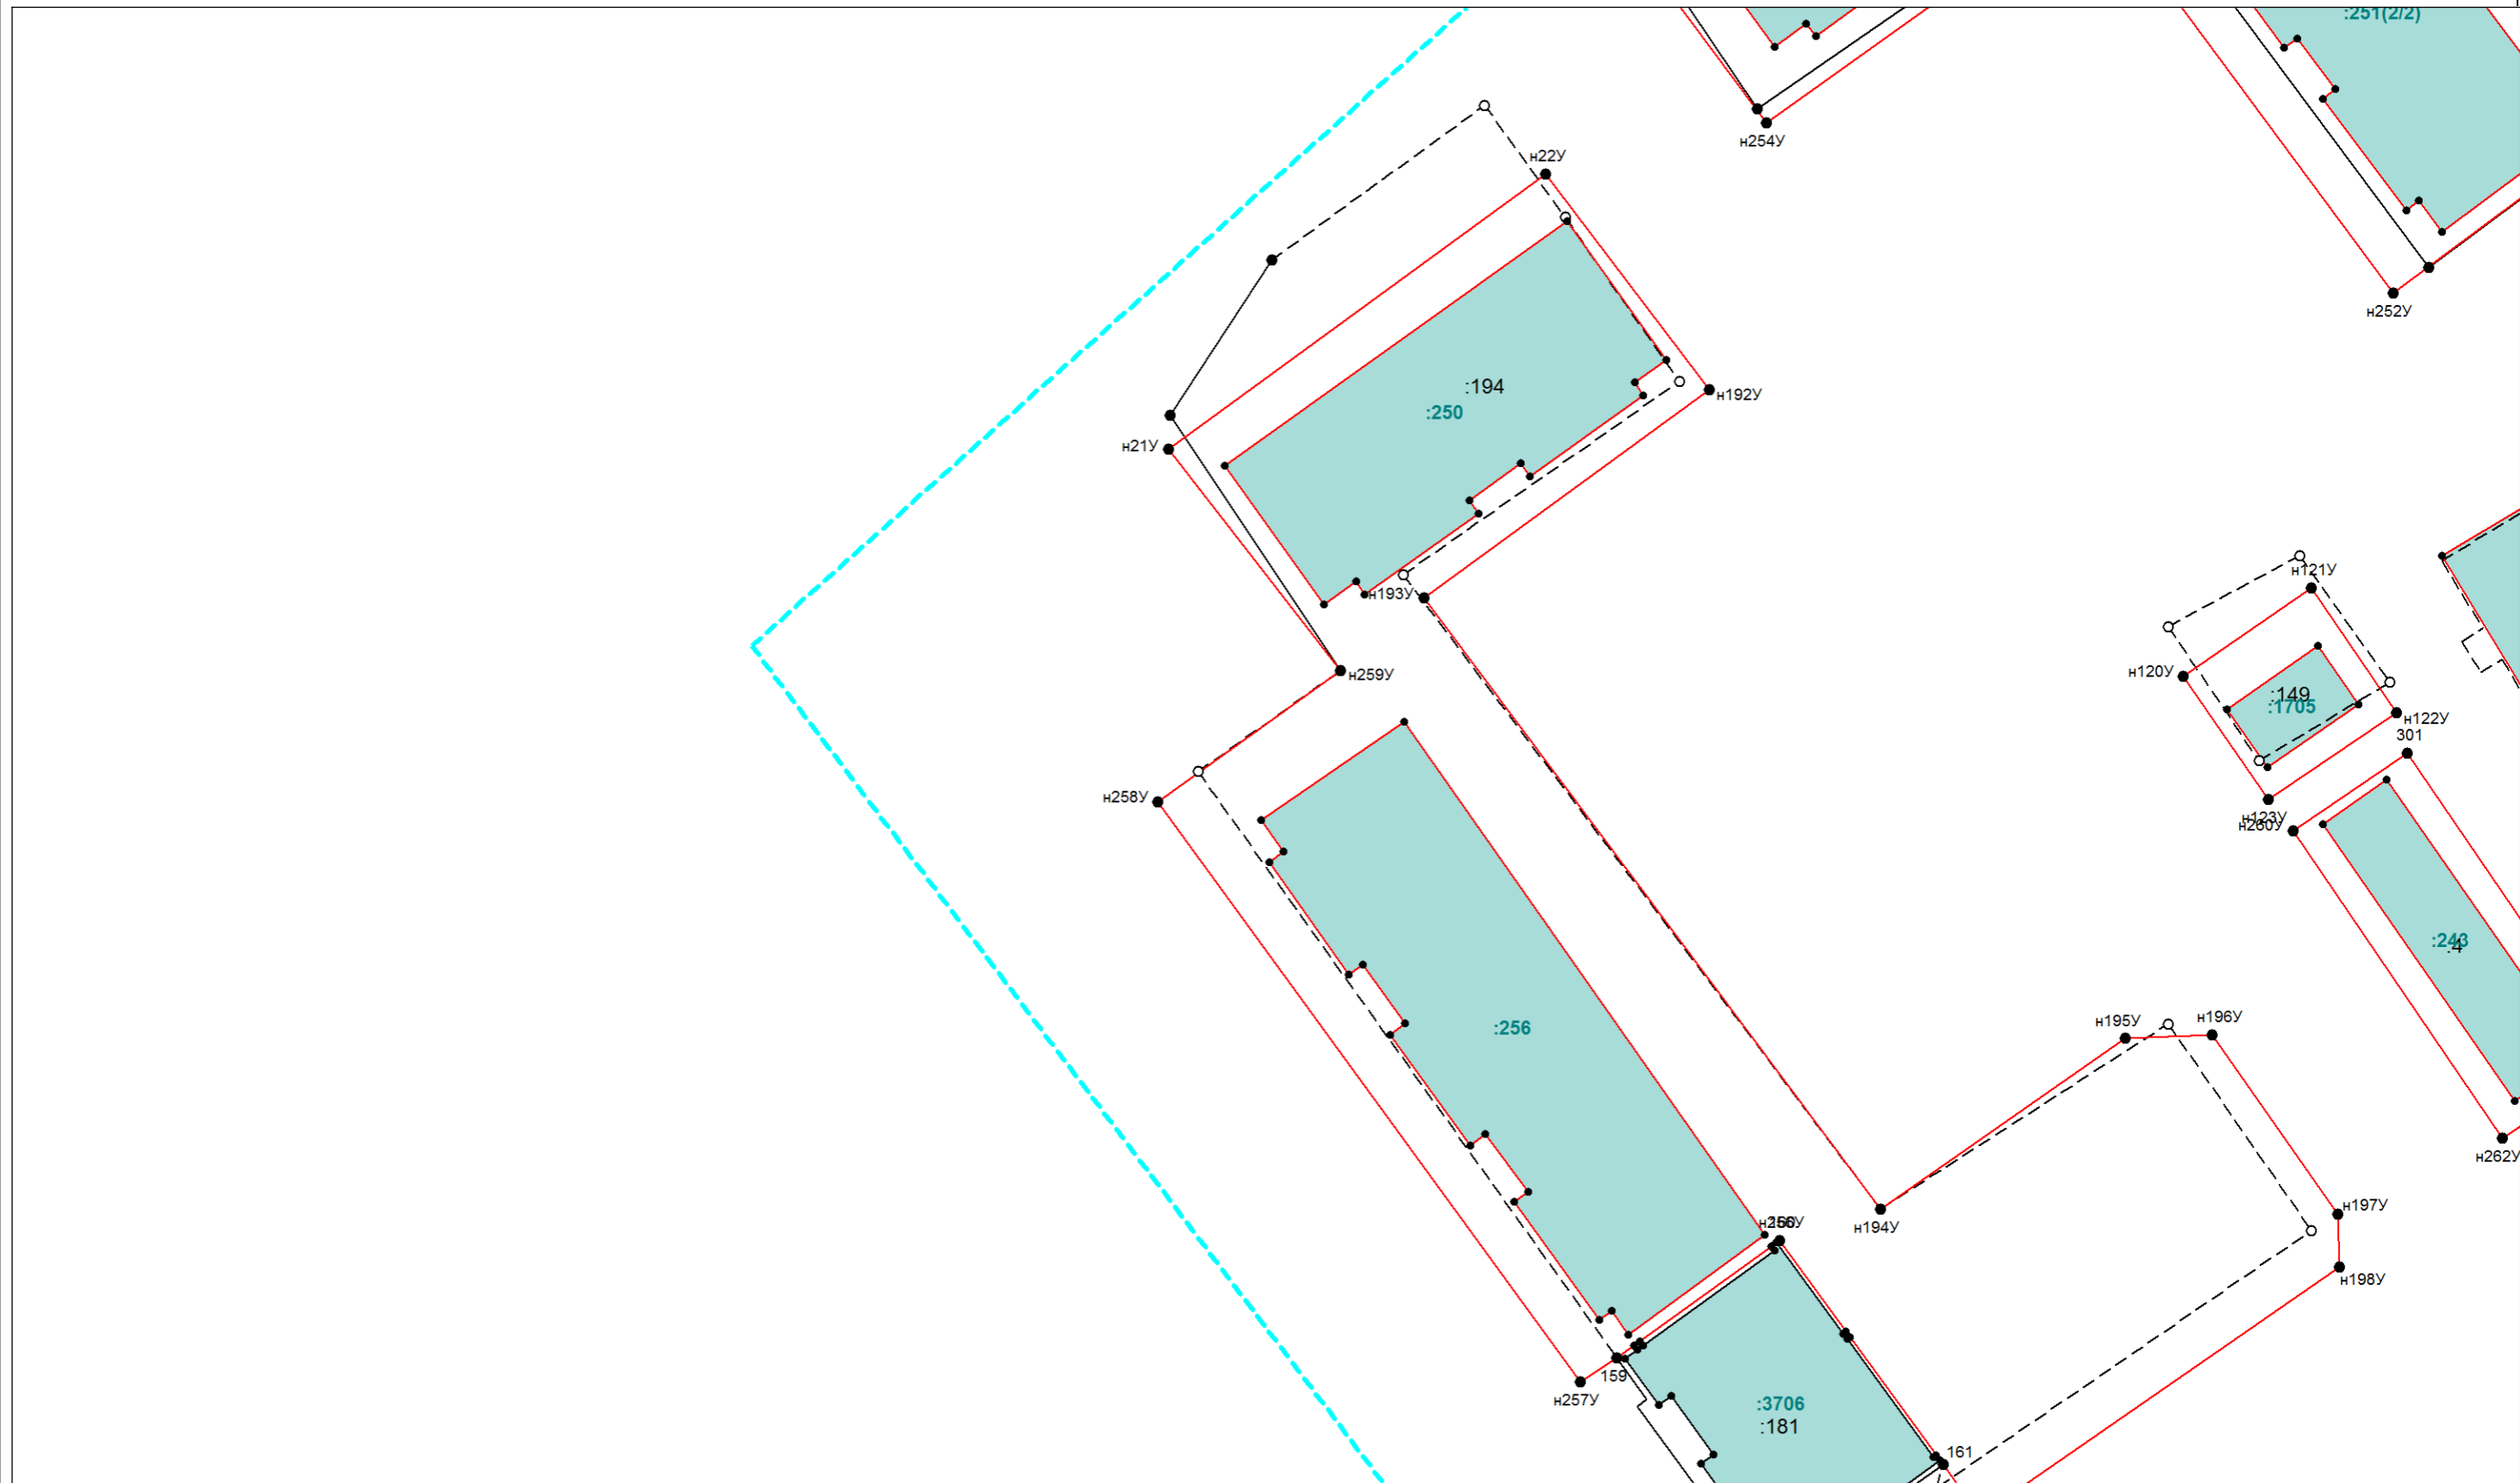 :251(2/2)
н254У
н22У
н252У
:194
:250
н192У
н21У
н121У
н193У
н259У
н120У
:149
:1705
н122У
301
н258У
н123У
н260У
:243
:4
:256
н195У
н196У
н262У
н197У
н194У
н198У
159
н257У
:3706
:181
161